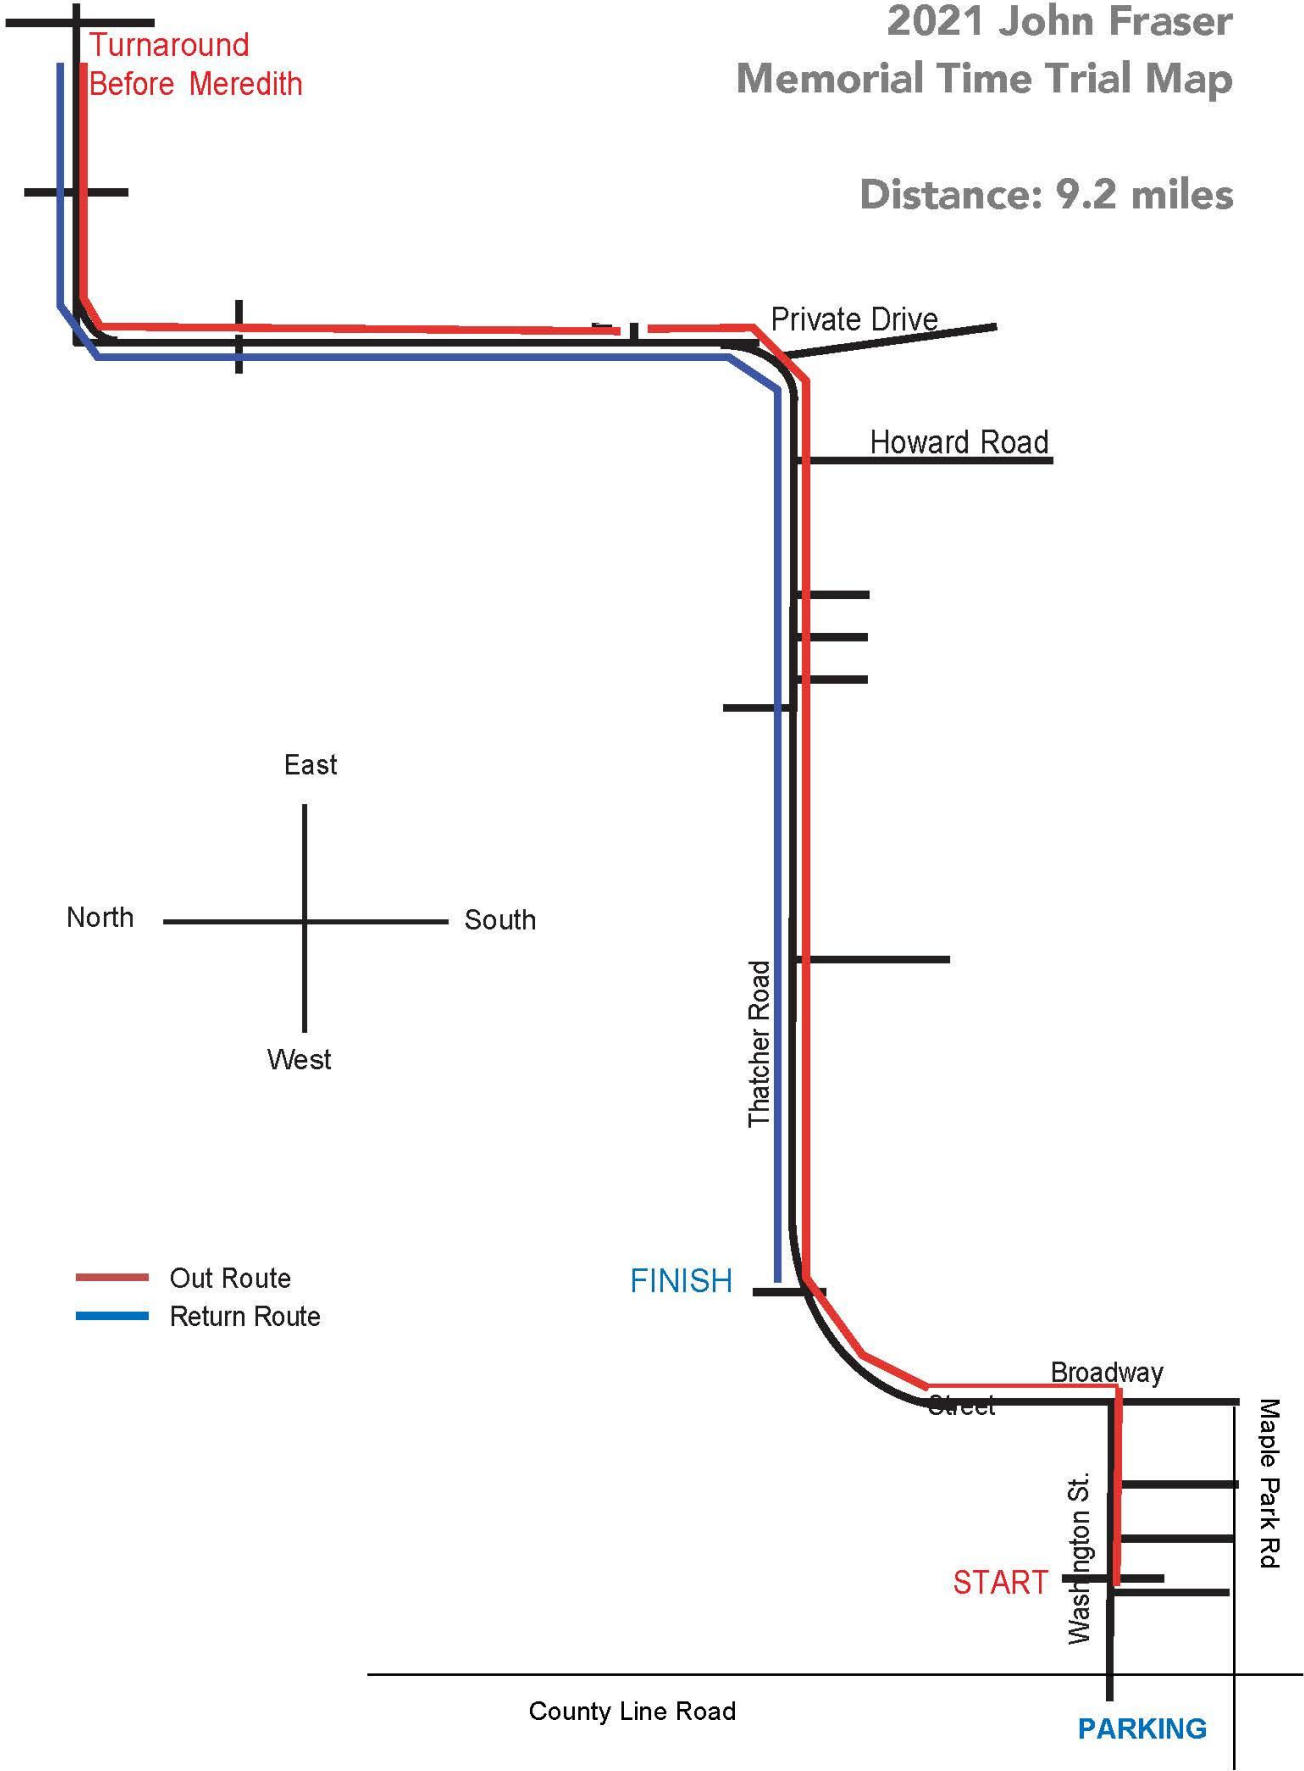 2021 John Fraser
Memorial Time Trial Map
Distance: 9.2 miles
Turnaround
Before Meredith
Private Drive
Howard Road
East
North
South
West
Thatcher Road
FINISH
Out Route
Return Route
Broadway
Street
Maple Park Rd
Washington St.
START
County Line Road
PARKING